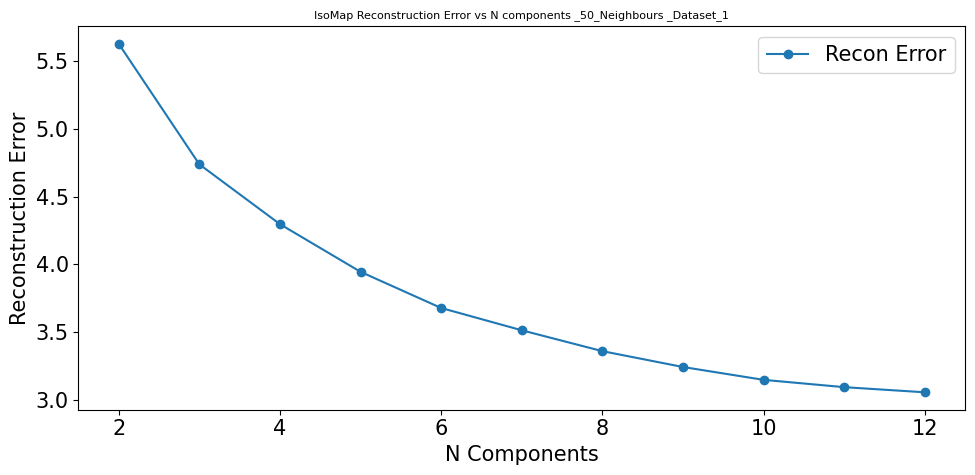 IsoMap Reconstruction Error vs N components _50_Neighbours _Dataset_1
Recon Error
Reconstruction Error
5.5
5.0
4.5
4.0
3.5
3.0
2 4 6 8 10 12
N Components